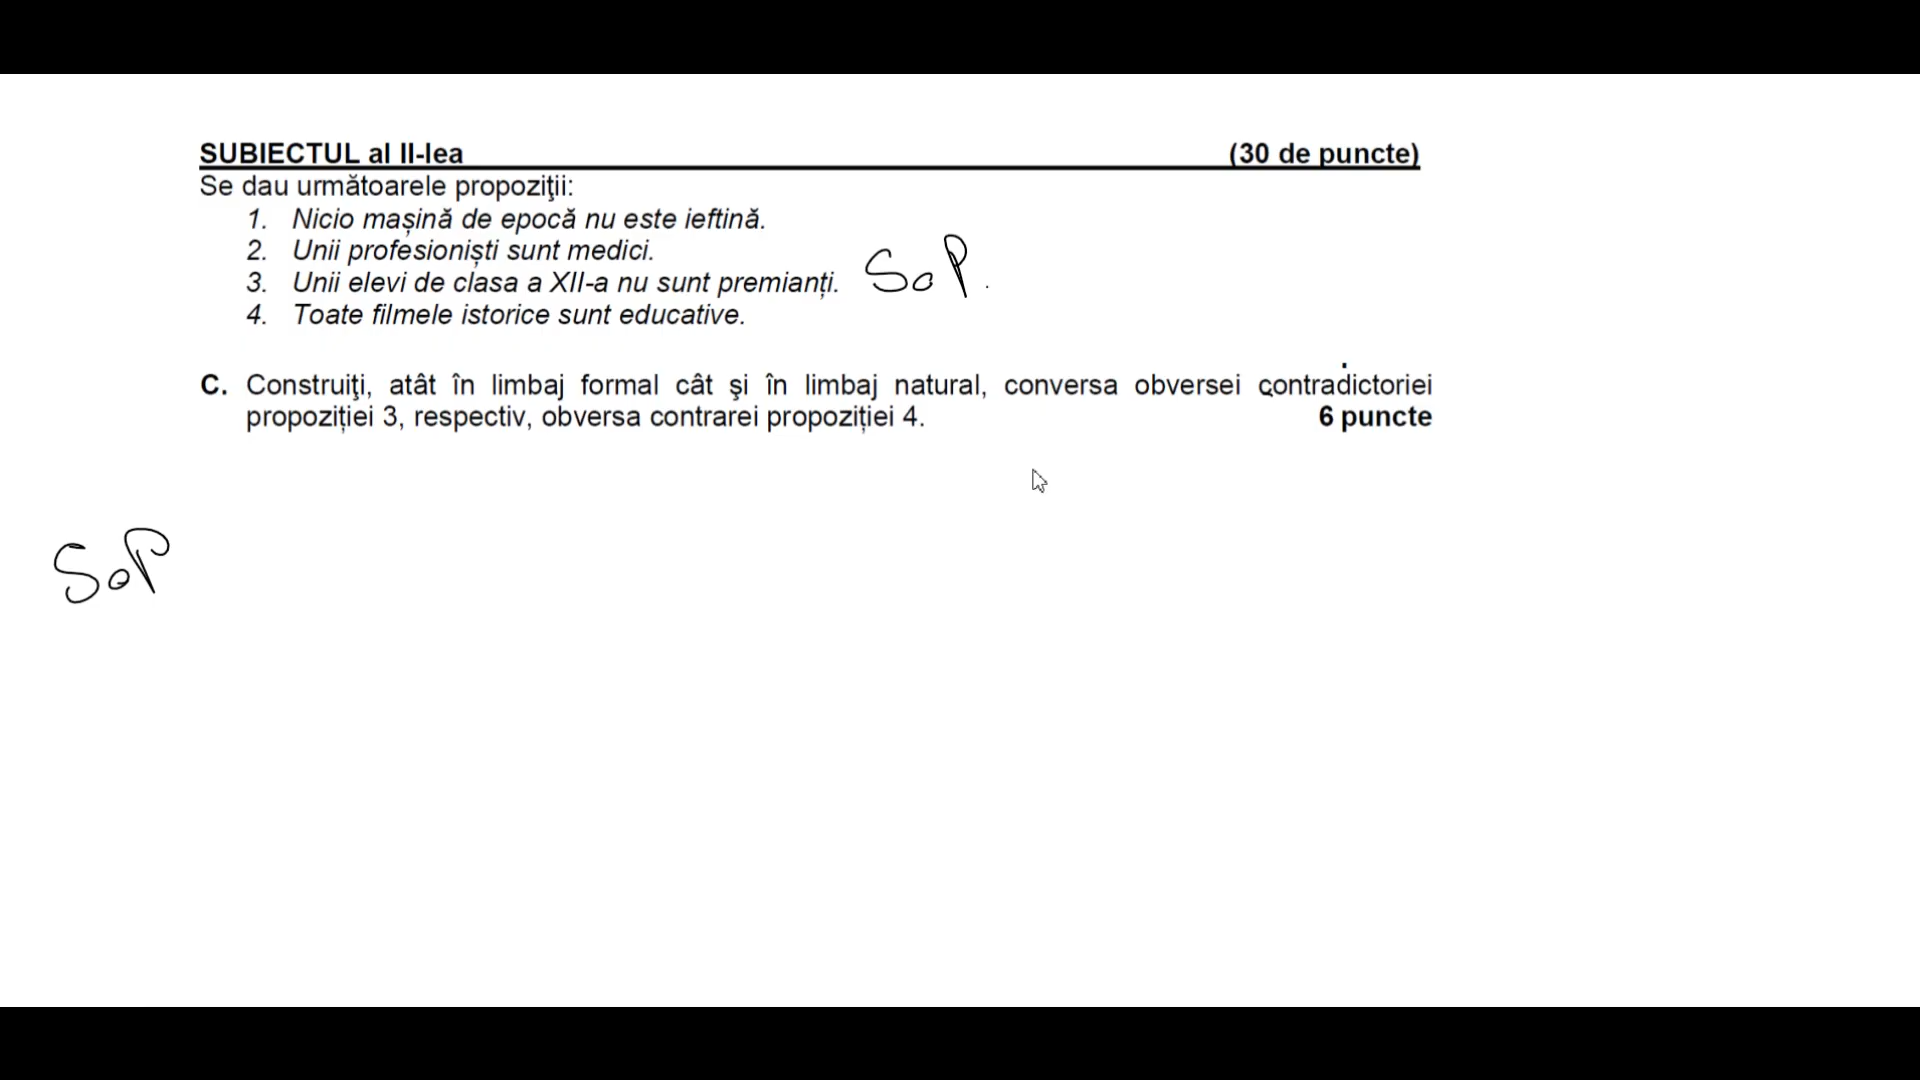 SUBIECTUL al II-lea (30 de puncte)
Se dau următoarele propoziţii:
1. Nicio mașină de epocă nu este ieftină.
2. Unii profesioniști sunt medici.
3. Unii elevi de clasa a XII-a nu sunt premianți. SoP.
4. Toate filmele istorice sunt educative.
C. Construiţi, atât în limbaj formal cât şi în limbaj natural, conversa obversei contradictoriei
propoziției 3, respectiv, obversa contrarei propoziției 4. 6 puncte
SoP